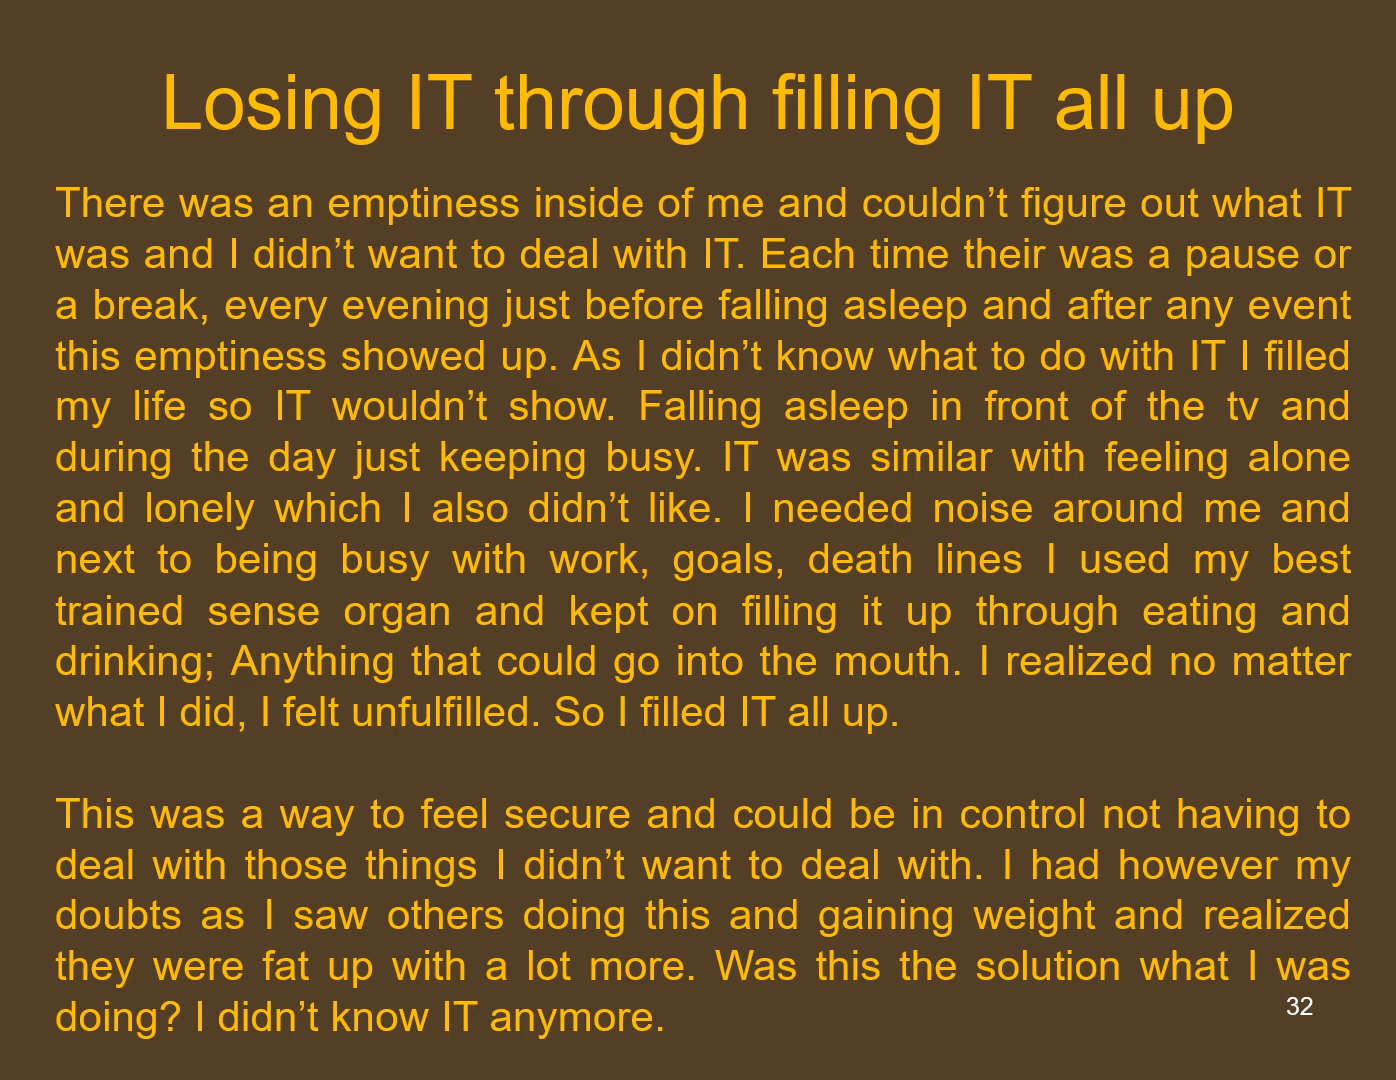 Losing IT through filling IT all up
There was an emptiness inside of me and couldn’t figure out what IT
was and I didn’t want to deal with IT. Each time their was a pause or
a break, every evening just before falling asleep and after any event
this emptiness showed up. As I didn’t know what to do with IT I filled
my life so IT wouldn’t show. Falling asleep in front of the tv and
during the day just keeping busy. IT was similar with feeling alone
and lonely which I also didn’t like. I needed noise around me and
next to being busy with work, goals, death lines I used my best
trained sense organ and kept on filling it up through eating and
drinking; Anything that could go into the mouth. I realized no matter
what I did, I felt unfulfilled. So I filled IT all up.
This was a way to feel secure and could be in control not having to
deal with those things I didn’t want to deal with. I had however my
doubts as I saw others doing this and gaining weight and realized
they were fat up with a lot more. Was this the solution what I was
doing? I didn’t know IT anymore.
32